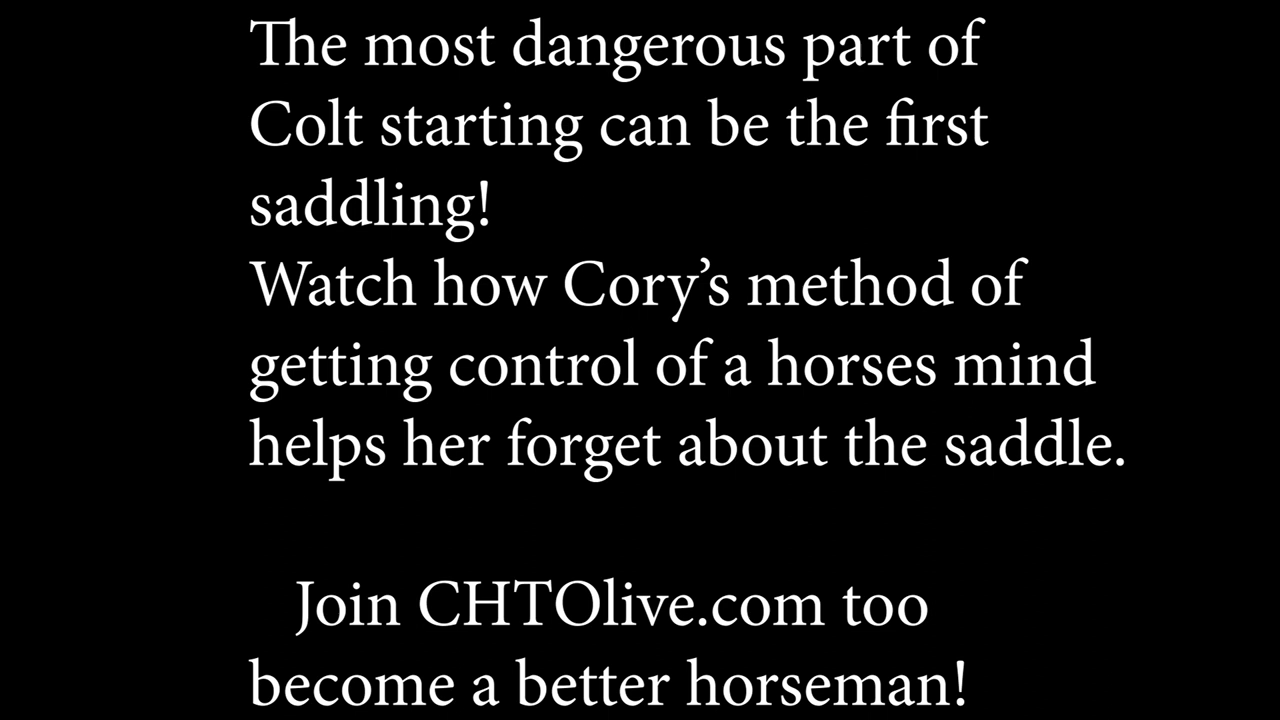 The most dangerous part of
Colt starting can be the first
saddling!
Watch how Cory’s method of
getting control of a horses mind
helps her forget about the saddle.
Join CHTOlive.com too
become a better horseman!